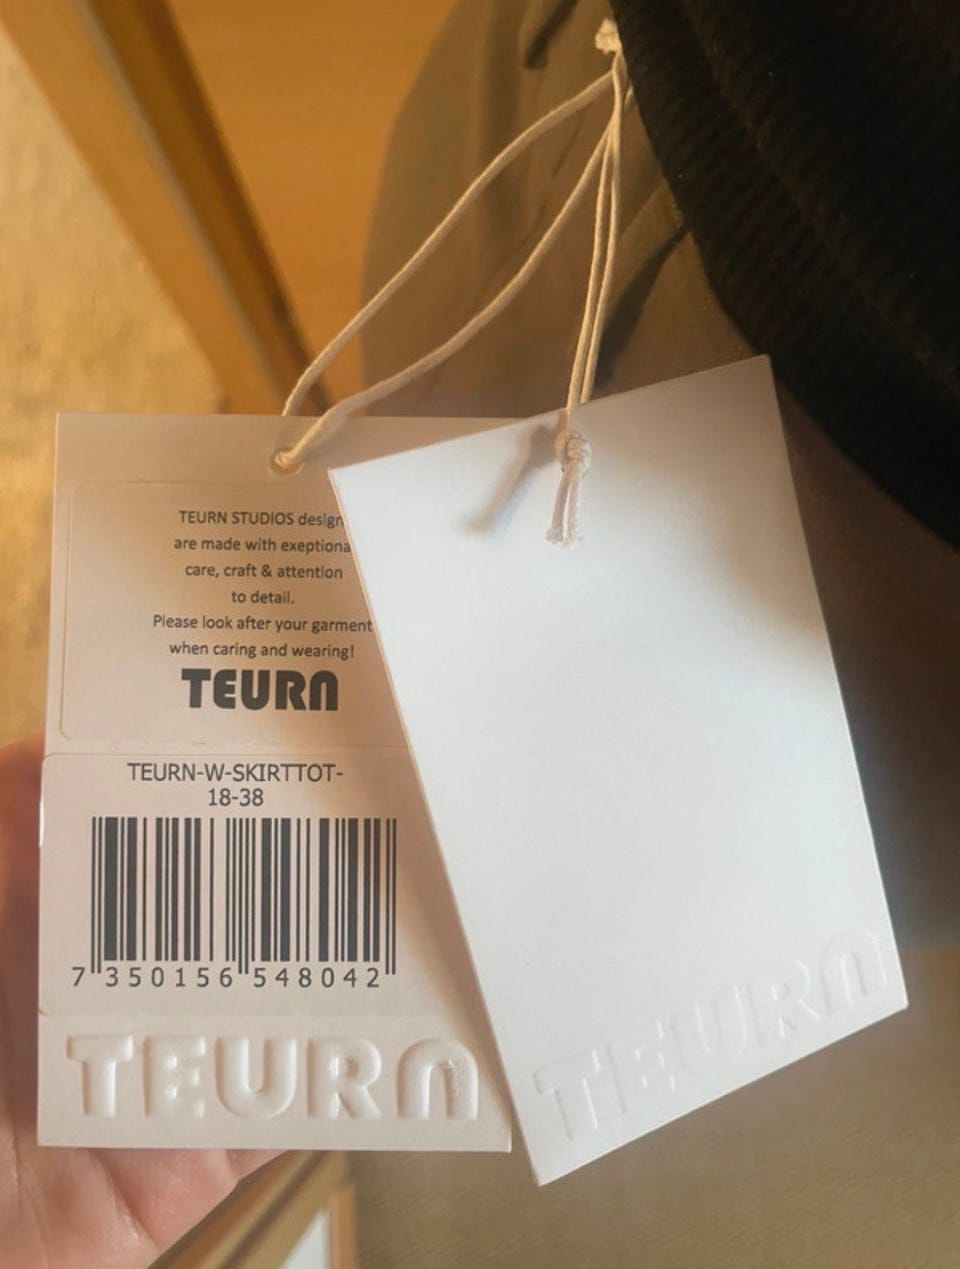 TEURN STUDIOS design
are made with exeptiona
care, craft & attention
to detail.
Please look after your garment
when caring and wearing!
TEURN
TEURN-W-SKIRTTOT-
18-38
7 350156 548042
TEURN
TEURN